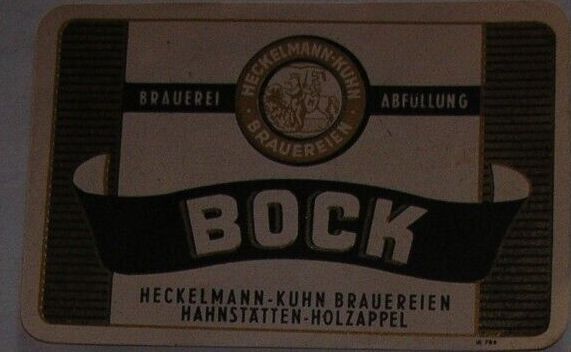 HECKELMANN-KUHN
BRAUEREI ABFÜLLUNG
BRAUEREIEN
BOCK
HECKELMANN-KUHN BRAUEREIEN
HAHNSTÄTTEN-HOLZAPPEL